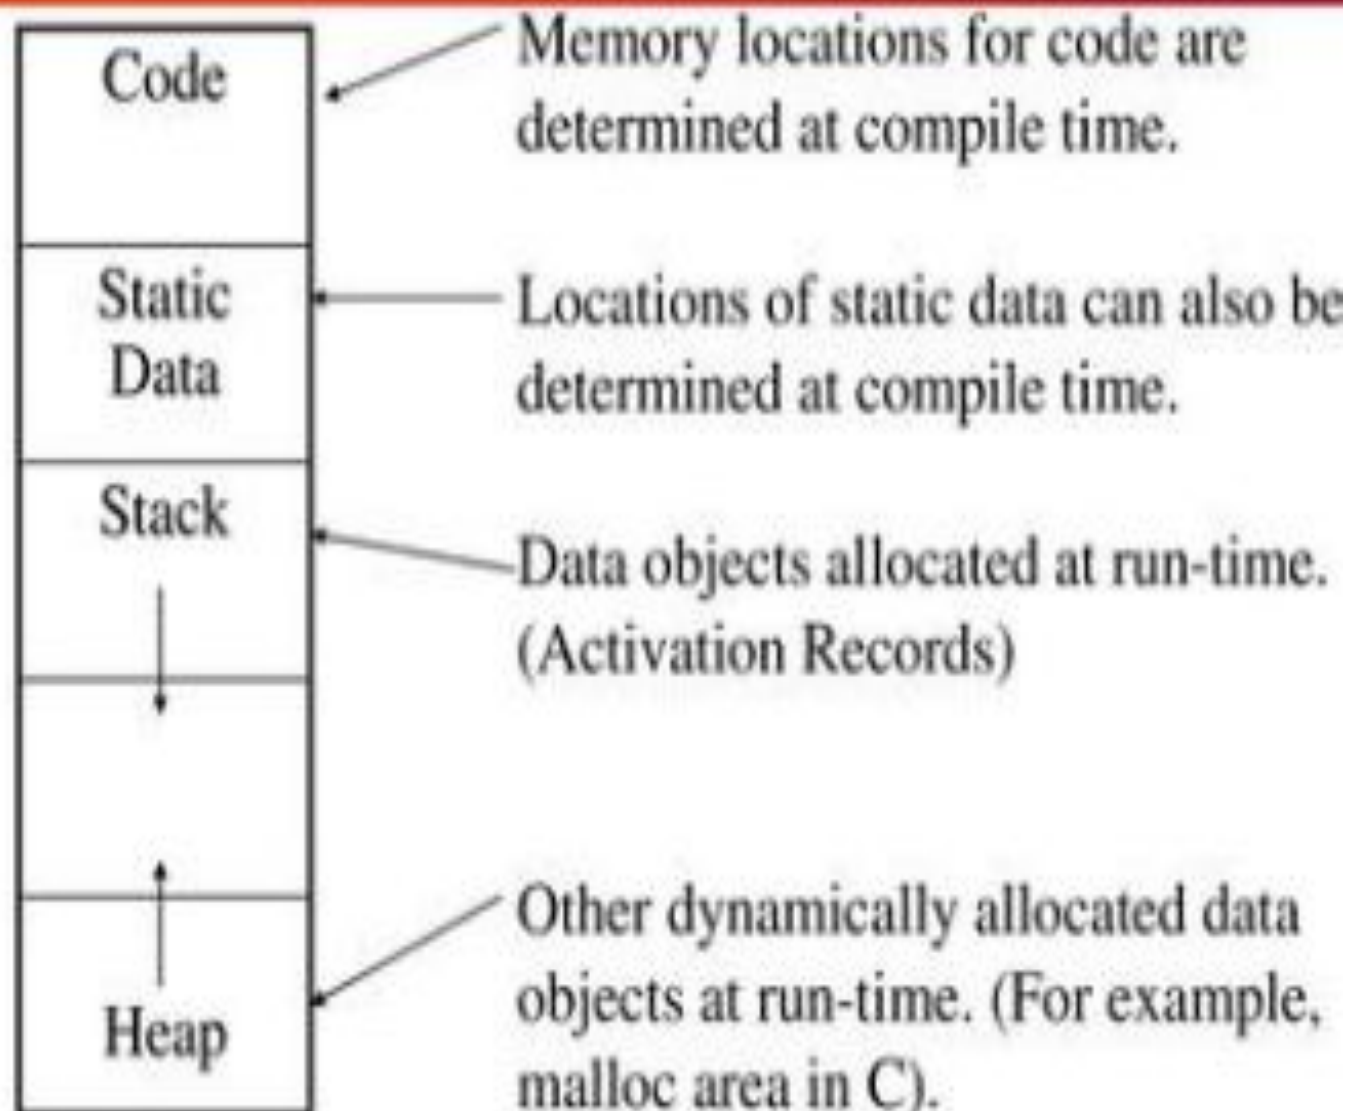 Code
Memory locations for code are
determined at compile time.
Static
Data
Locations of static data can also be
determined at compile time.
Stack
Data objects allocated at run-time.
(Activation Records)
Heap
Other dynamically allocated data
objects at run-time. (For example,
malloc area in C).